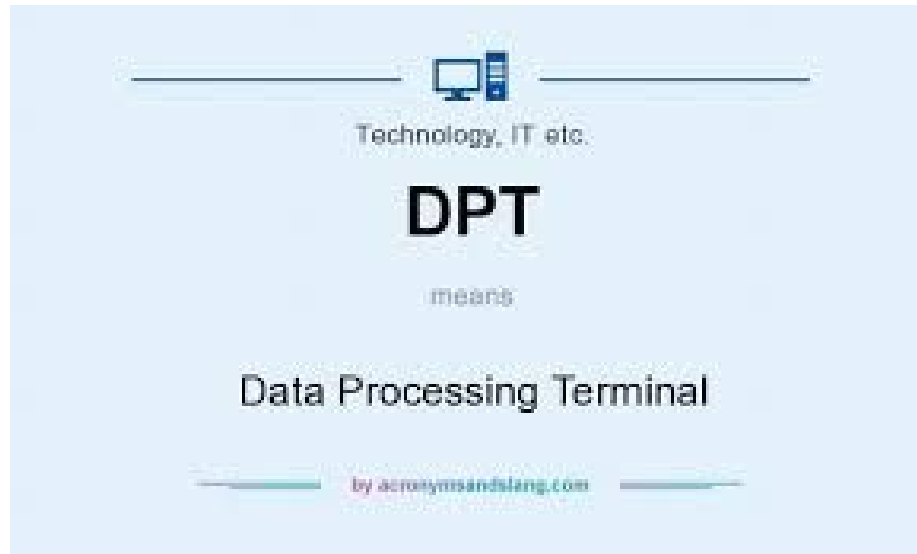 Technology, IT etc.
DPT
means
Data Processing Terminal
by acronymsandslang.com